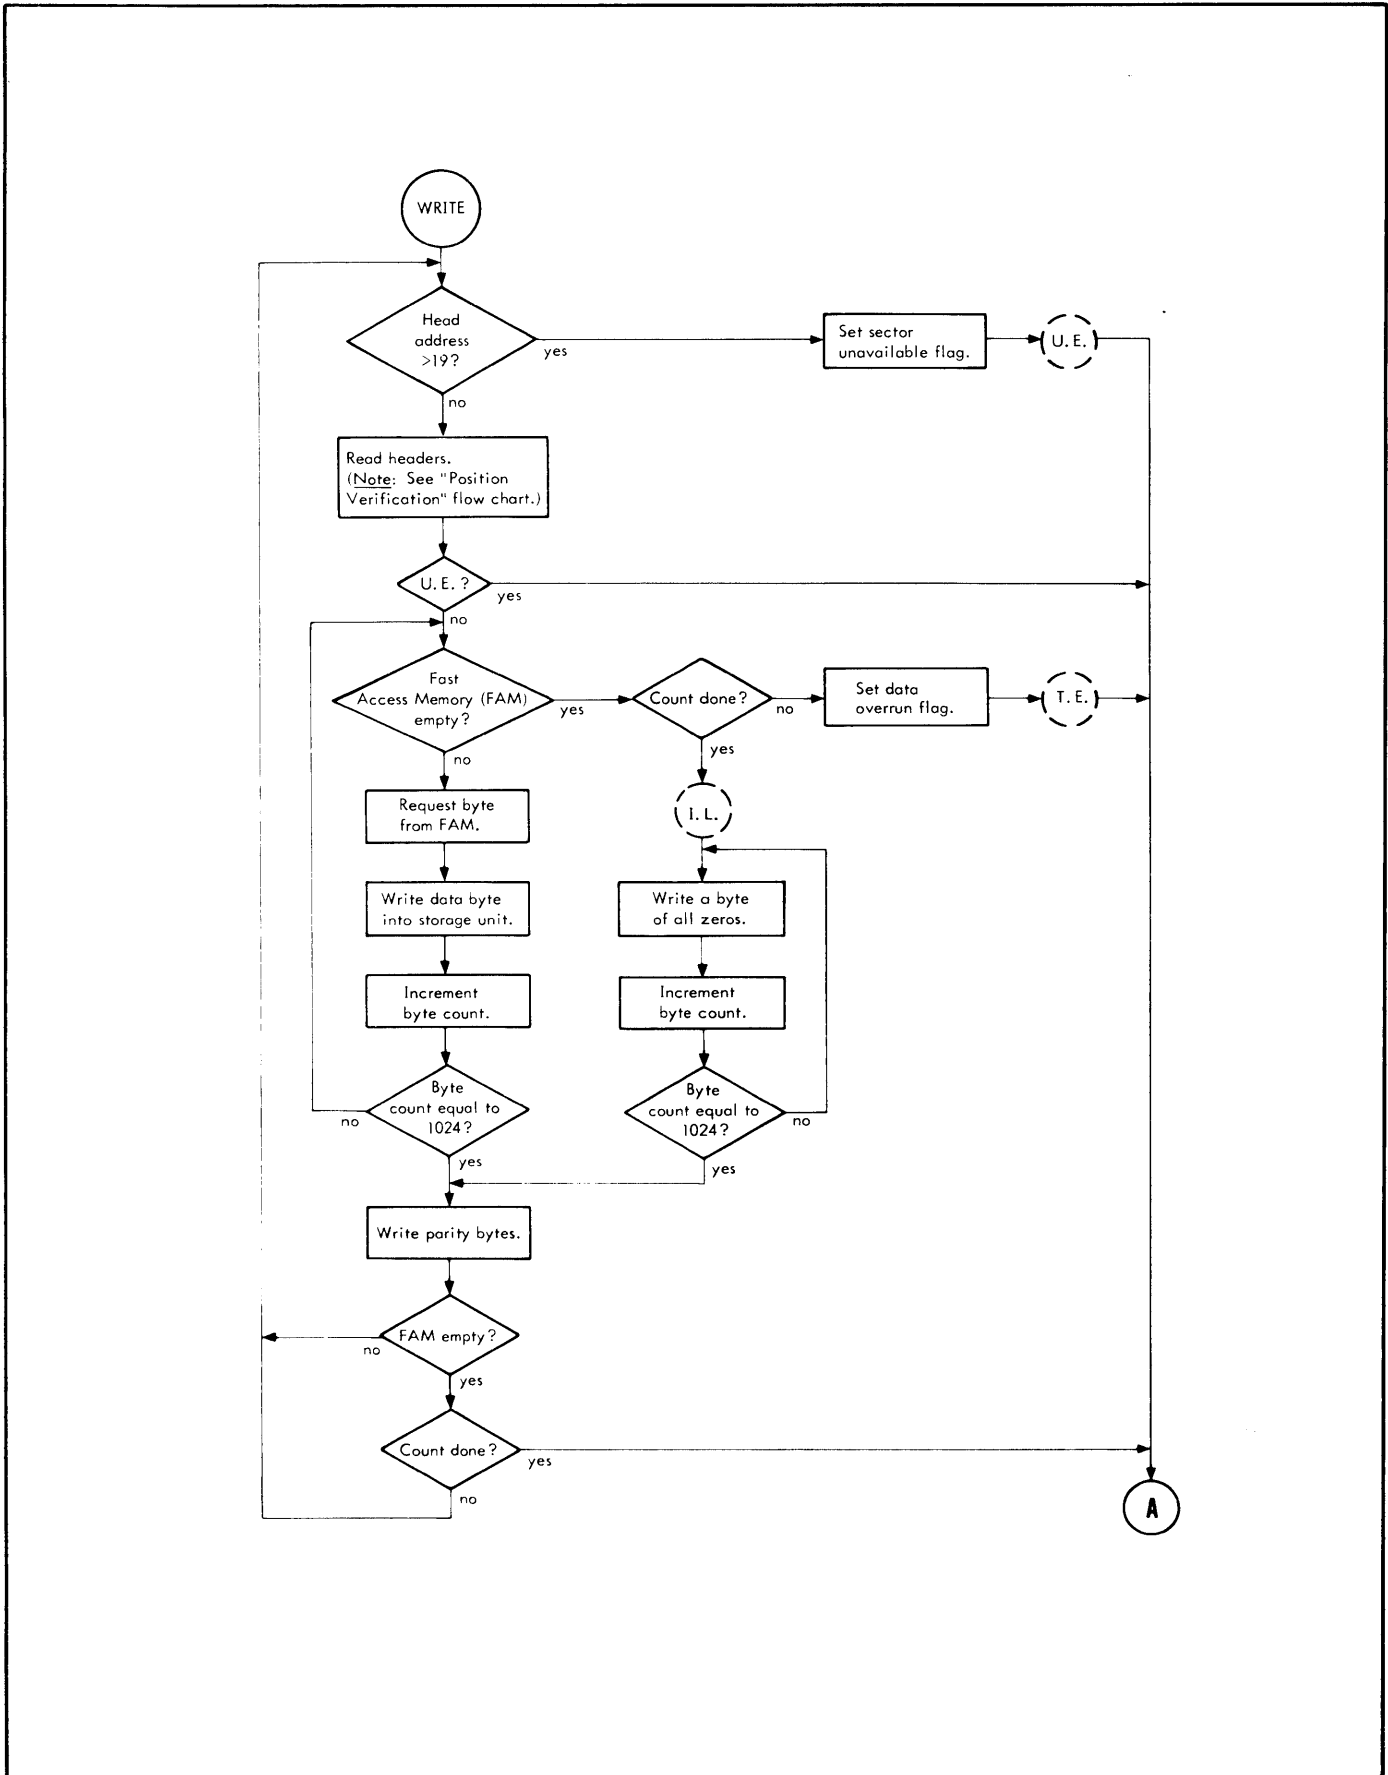 WRITE
Head
address
>19?
yes
no
Set sector
unavailable flag.
U.E.
Read headers.
(Note: See "Position
Verification" flow chart.)
U.E.?
yes
no
Fast
Access Memory (FAM)
empty?
yes
no
Count done?
no
yes
Set data
overrun flag.
T.E.
Request byte
from FAM.
I.L.
Write data byte
into storage unit.
Write a byte
of all zeros.
Increment
byte count.
Increment
byte count.
Byte
count equal to
1024?
no
yes
Byte
count equal to
1024?
no
yes
Write parity bytes.
FAM empty?
no
yes
Count done?
yes
no
A